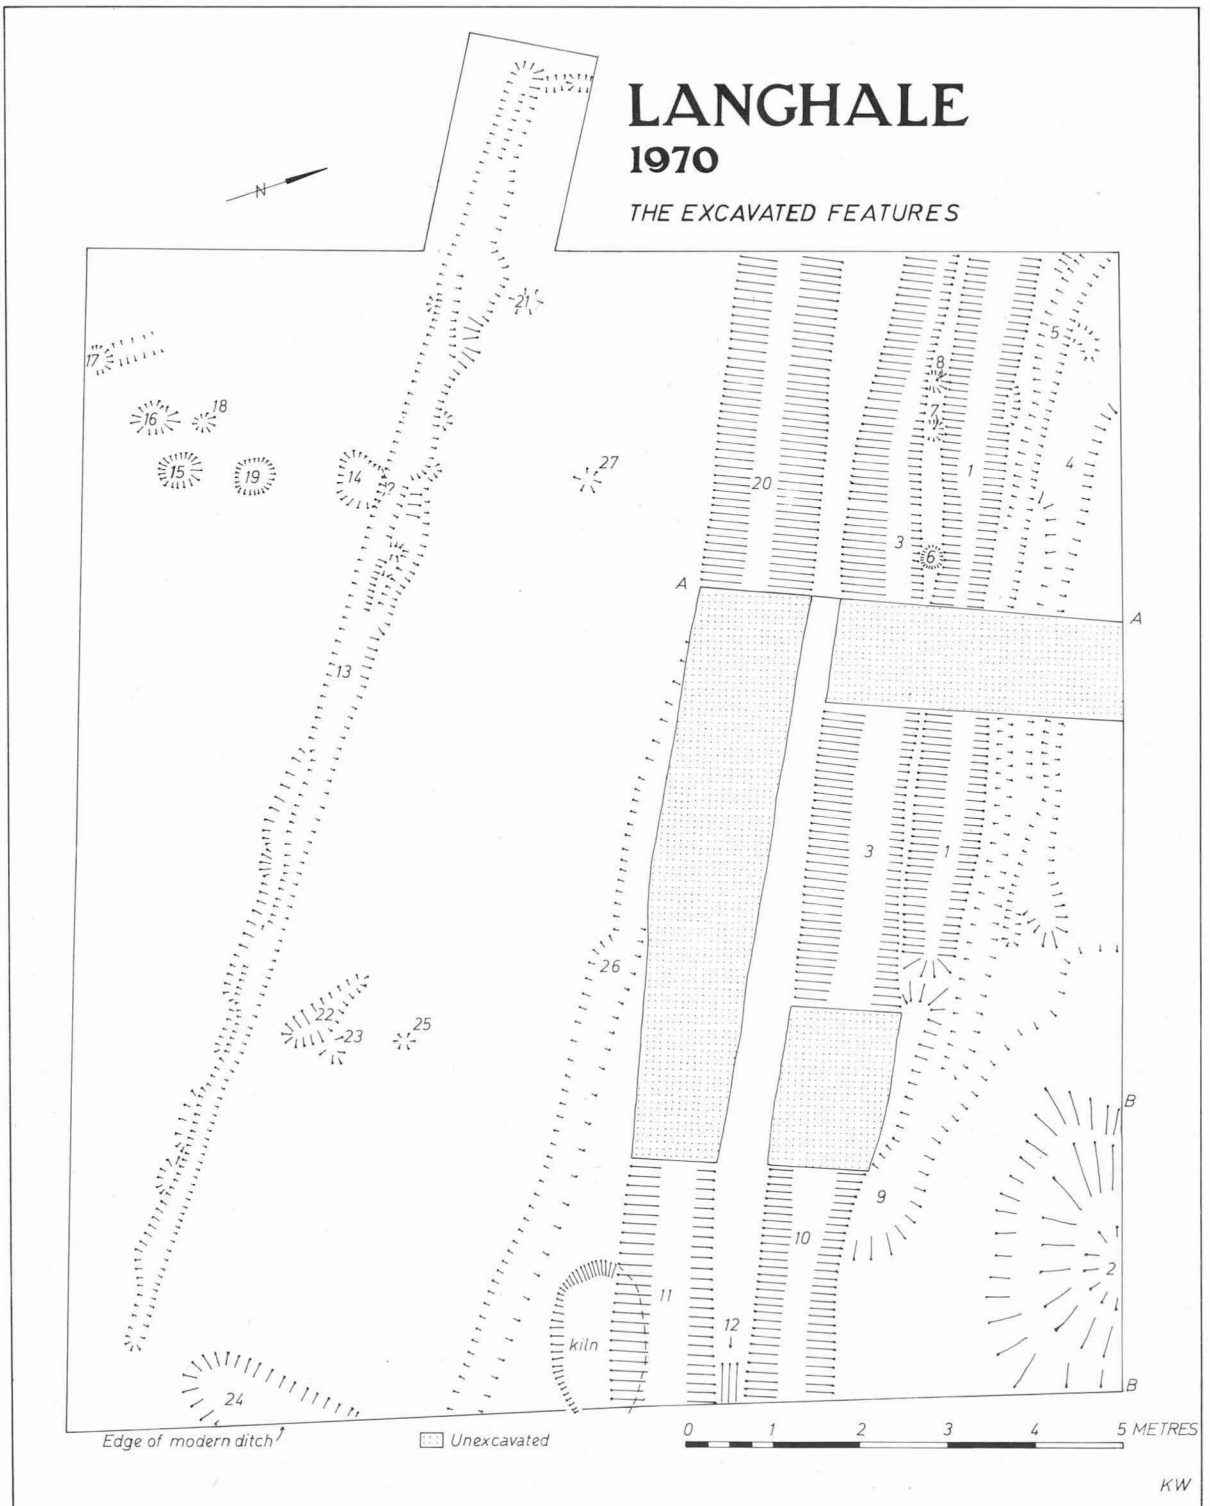 LANGHALE
1970
THE EXCAVATED FEATURES
N
21
17
16
18
15
19
14
?
27
20
8
7
5
1
4
3
6
A
A
13
3
1
26
22
23
25
B
9
10
2
11
12
kiln
24
B
Edge of modern ditch
Unexcavated
0 1 2 3 4 5 METRES
KW